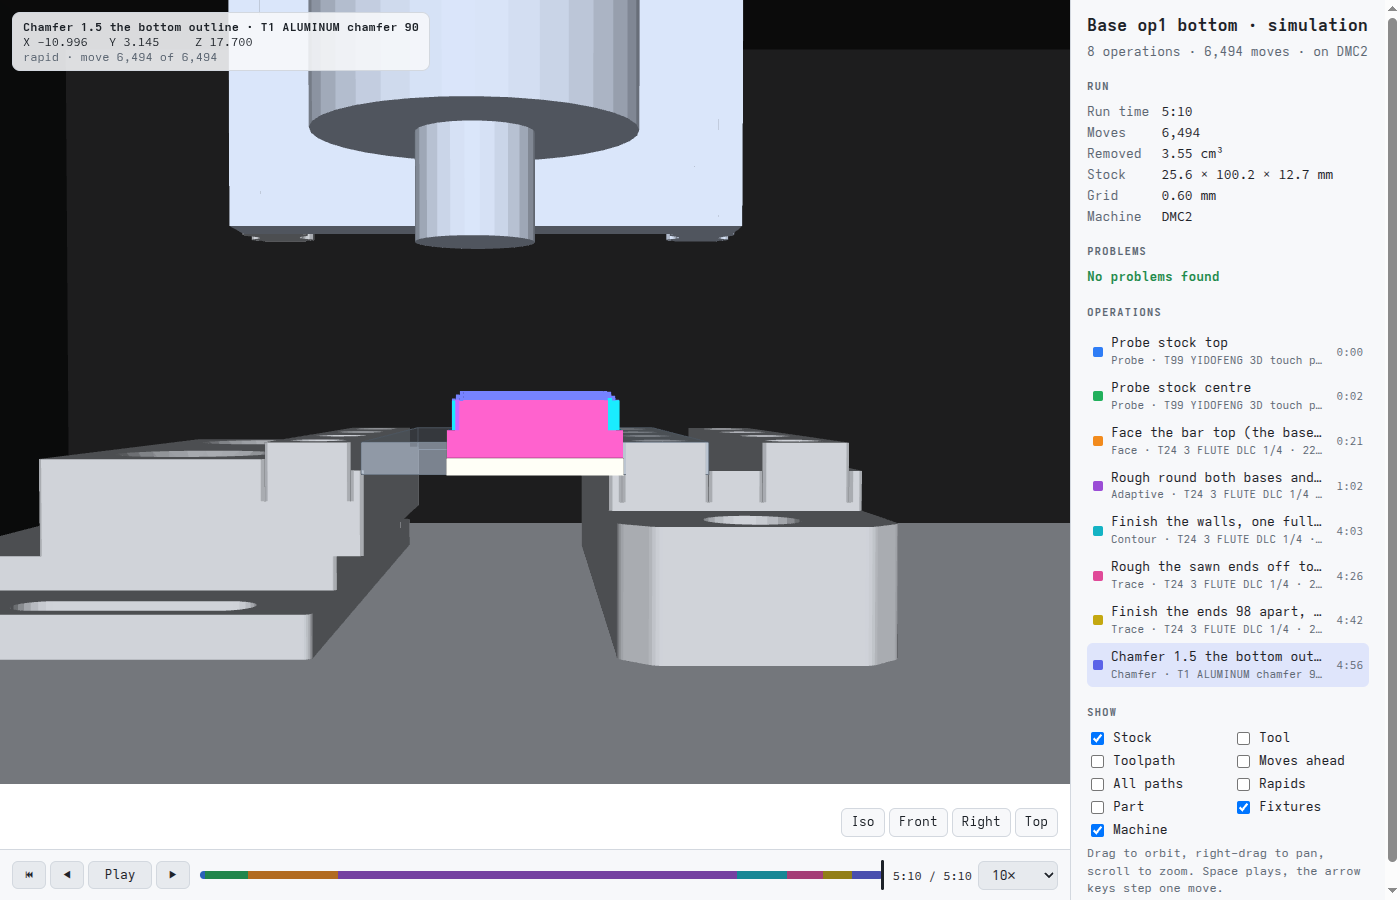 Chamfer 1.5 the bottom outline · T1 ALUMINUM chamfer 90
X -10.996 Y 3.145 Z 17.700
rapid · move 6,494 of 6,494
Base op1 bottom · simulation
8 operations · 6,494 moves · on DMC2
RUN
Run time 5:10
Moves 6,494
Removed 3.55 cm³
Stock 25.6 × 100.2 × 12.7 mm
Grid 0.60 mm
Machine DMC2
PROBLEMS
No problems found
OPERATIONS
Probe stock top
Probe · T99 YIDOFENG 3D touch p… 0:00
Probe stock centre
Probe · T99 YIDOFENG 3D touch p… 0:02
Face the bar top (the base…
Face · T24 3 FLUTE DLC 1/4 · 22… 0:21
Rough round both bases and…
Adaptive · T24 3 FLUTE DLC 1/4 … 1:02
Finish the walls, one full…
Contour · T24 3 FLUTE DLC 1/4 ·… 4:03
Rough the sawn ends off to…
Trace · T24 3 FLUTE DLC 1/4 · 2… 4:26
Finish the ends 98 apart, …
Trace · T24 3 FLUTE DLC 1/4 · 2… 4:42
Chamfer 1.5 the bottom out…
Chamfer · T1 ALUMINUM chamfer 9… 4:56
SHOW
Stock Tool
Toolpath Moves ahead
All paths Rapids
Part Fixtures
Machine
Drag to orbit, right-drag to pan,
scroll to zoom. Space plays, the arrow
keys step one move.
Iso Front Right Top
Play 5:10 / 5:10 10×